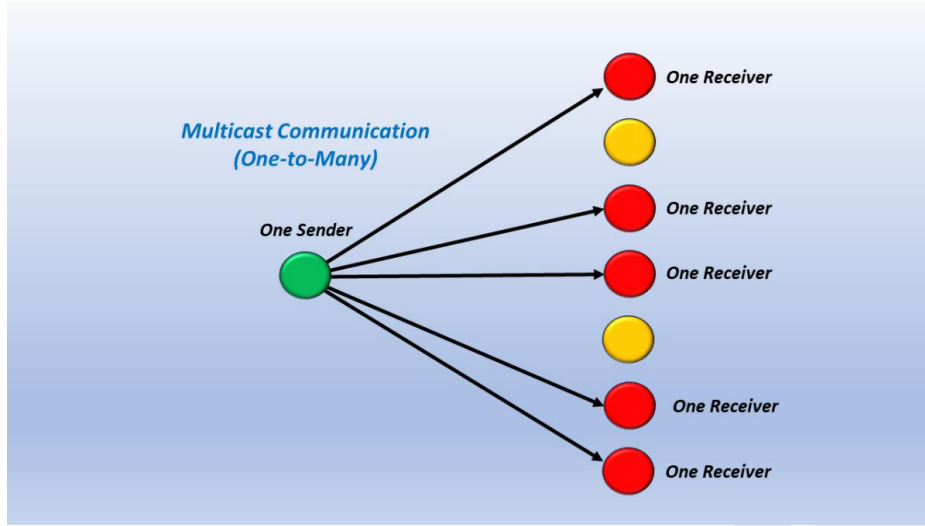 One Receiver
Multicast Communication
(One-to-Many)
One Receiver
One Sender
One Receiver
One Receiver
One Receiver